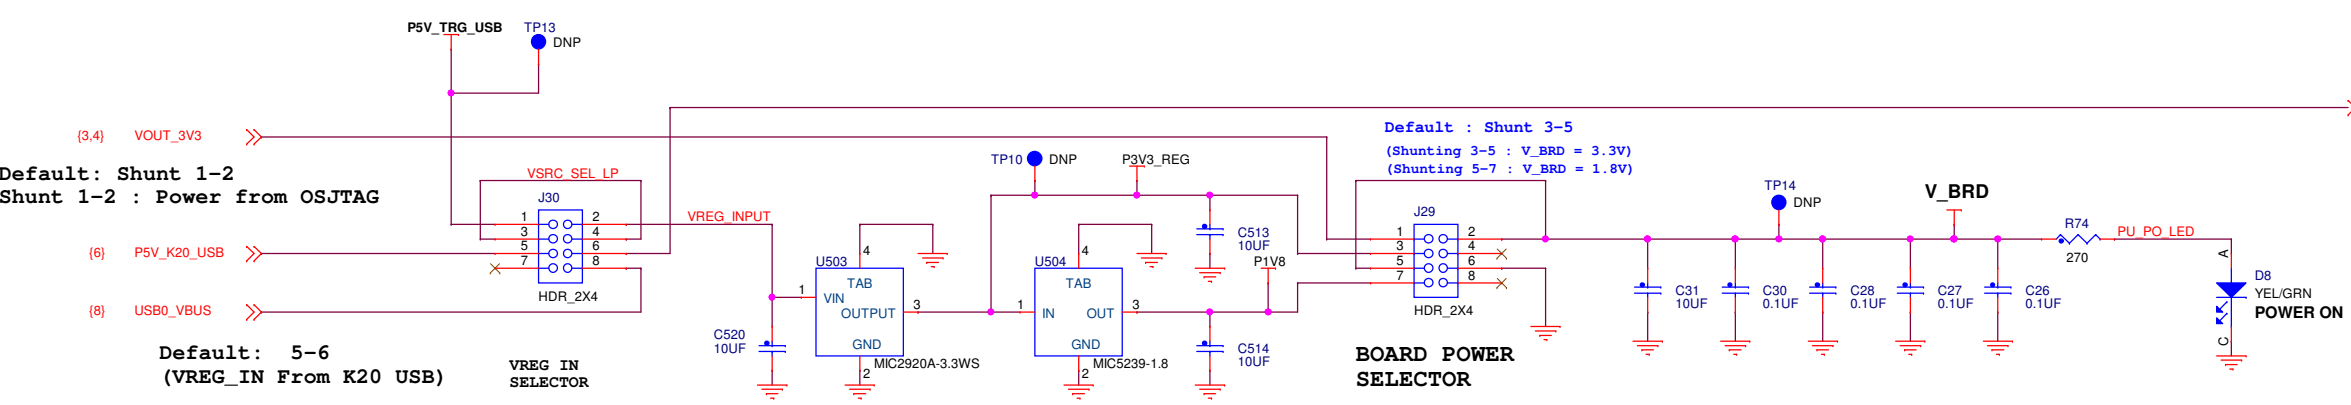 P5V_TRG_USB
TP13
DNP
{3,4} VOUT_3V3
Default: Shunt 1-2
Shunt 1-2 : Power from OSJTAG
VSRC_SEL_LP
J30
1 2
3 4
5 6
7 8
HDR_2X4
{6} P5V_K20_USB
{8} USB0_VBUS
Default: 5-6
(VREG_IN From K20 USB)
VREG IN
SELECTOR
VREG_INPUT
C520
10UF
U503
1
VIN
TAB
4
OUTPUT
3
GND
2
MIC2920A-3.3WS
TP10 DNP
P3V3_REG
U504
1
IN
TAB
4
OUT
3
GND
2
MIC5239-1.8
C513
10UF
P1V8
C514
10UF
Default : Shunt 3-5
(Shunting 3-5 : V_BRD = 3.3V)
(Shunting 5-7 : V_BRD = 1.8V)
J29
1 2
3 4
5 6
7 8
HDR_2X4
BOARD POWER
SELECTOR
TP14
DNP
V_BRD
C31
10UF
C30
0.1UF
C28
0.1UF
C27
0.1UF
C26
0.1UF
R74
270
PU_PO_LED
A
D8
YEL/GRN
POWER ON
C